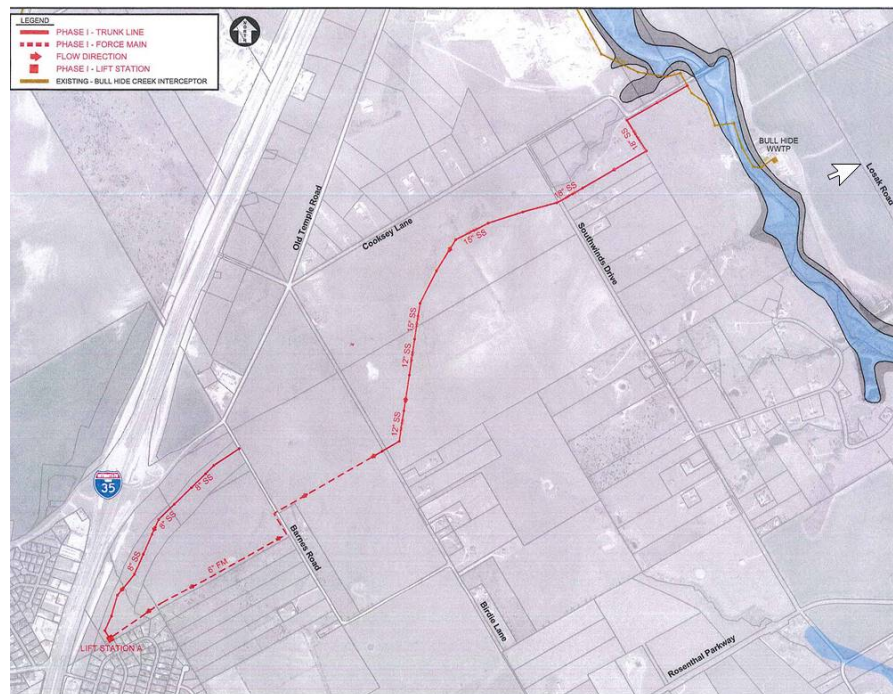 LEGEND
PHASE I - TRUNK LINE
PHASE I - FORCE MAIN
FLOW DIRECTION
PHASE I - LIFT STATION
EXISTING - BULL HIDE CREEK INTERCEPTOR
NORTH
BULL HIDE
WWTP
Losak Road
18" SS
18" SS
Old Temple Road
Cooksey Lane
15" SS
Southwinds Drive
15" SS
12" SS
12" SS
8" SS
8" SS
8" SS
35
6" FM
Barnes Road
Birdie Lane
LIFT STATION A
Rosenthal Parkway